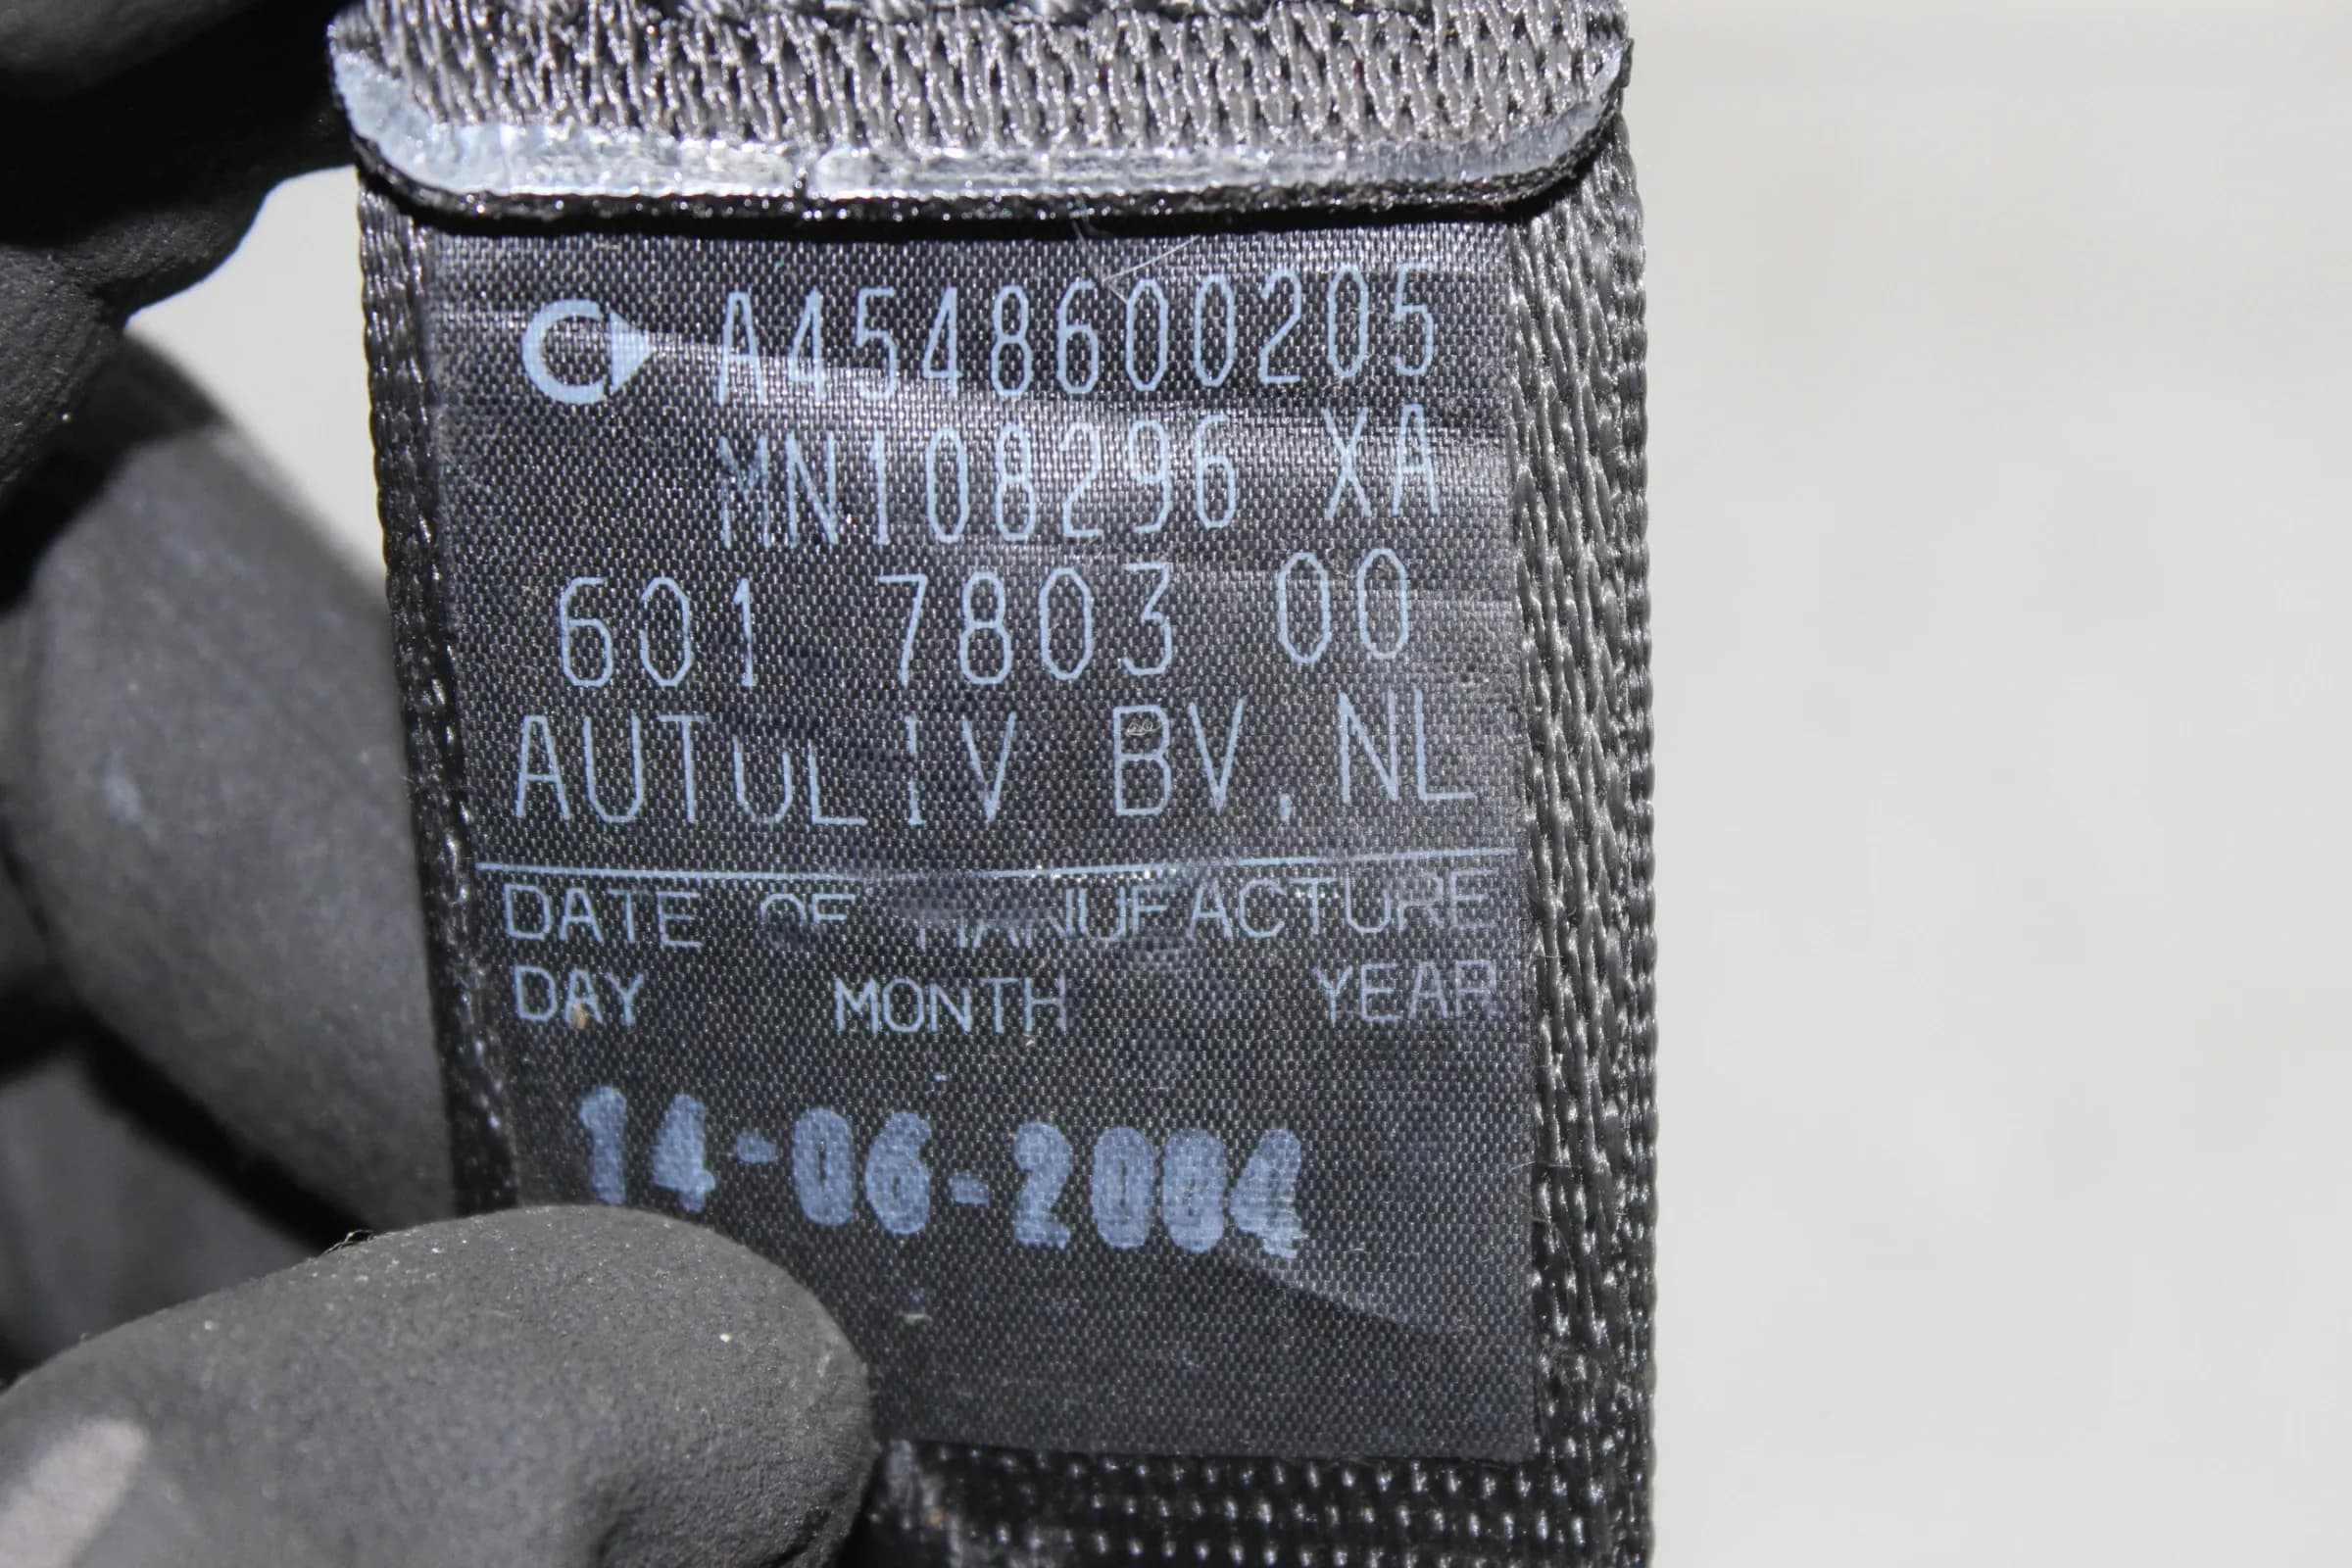 A4548600205
MN108296 XA
601 7803 00
AUTOLIV BV, NL
DATE OF MANUFACTURE
DAY MONTH YEAR
14-06-2004